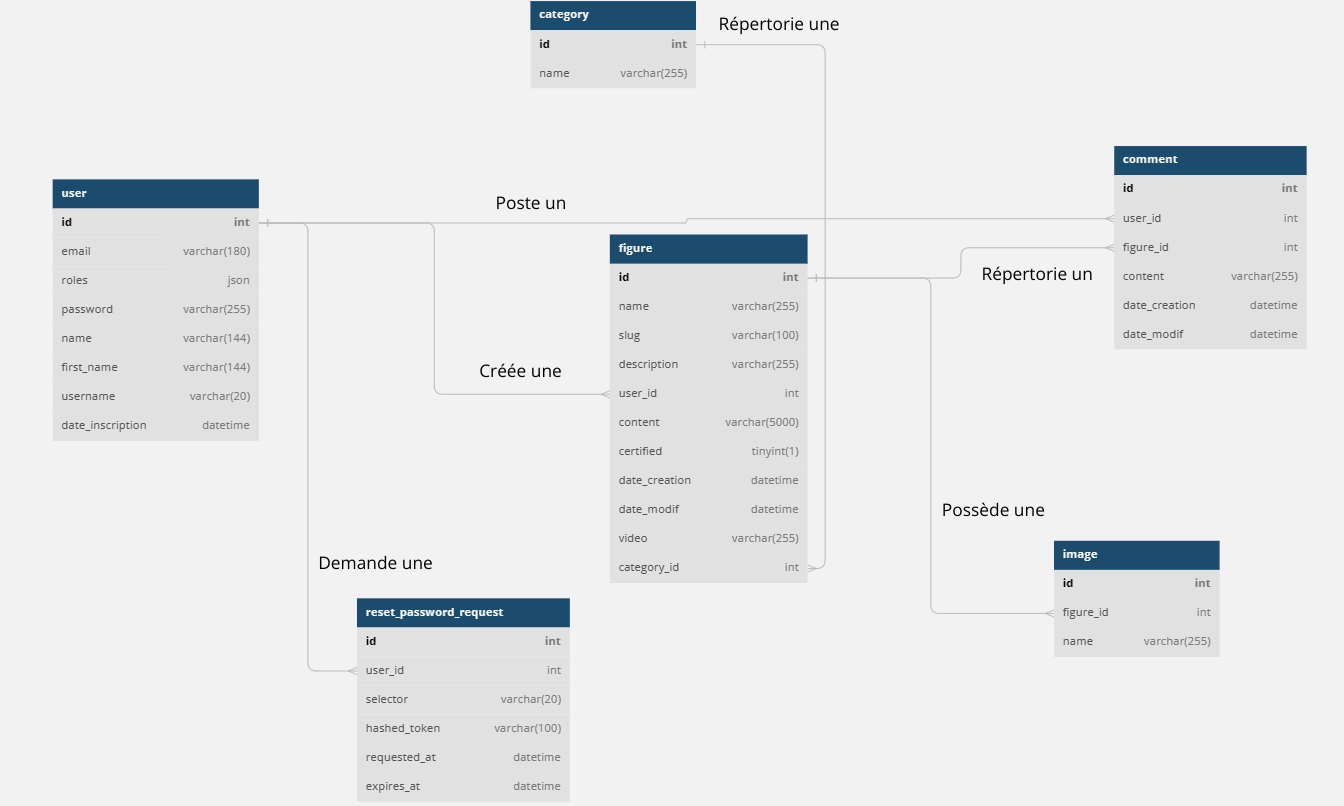 category
id int
name varchar(255)
Répertorie une
user
id int
email varchar(180)
roles json
password varchar(255)
name varchar(144)
first_name varchar(144)
username varchar(20)
date_inscription datetime
Poste un
Créée une
figure
id int
name varchar(255)
slug varchar(100)
description varchar(255)
user_id int
content varchar(5000)
certified tinyint(1)
date_creation datetime
date_modif datetime
video varchar(255)
category_id int
comment
id int
user_id int
figure_id int
content varchar(255)
date_creation datetime
date_modif datetime
Répertorie un
Possède une
image
id int
figure_id int
name varchar(255)
Demande une
reset_password_request
id int
user_id int
selector varchar(20)
hashed_token varchar(100)
requested_at datetime
expires_at datetime